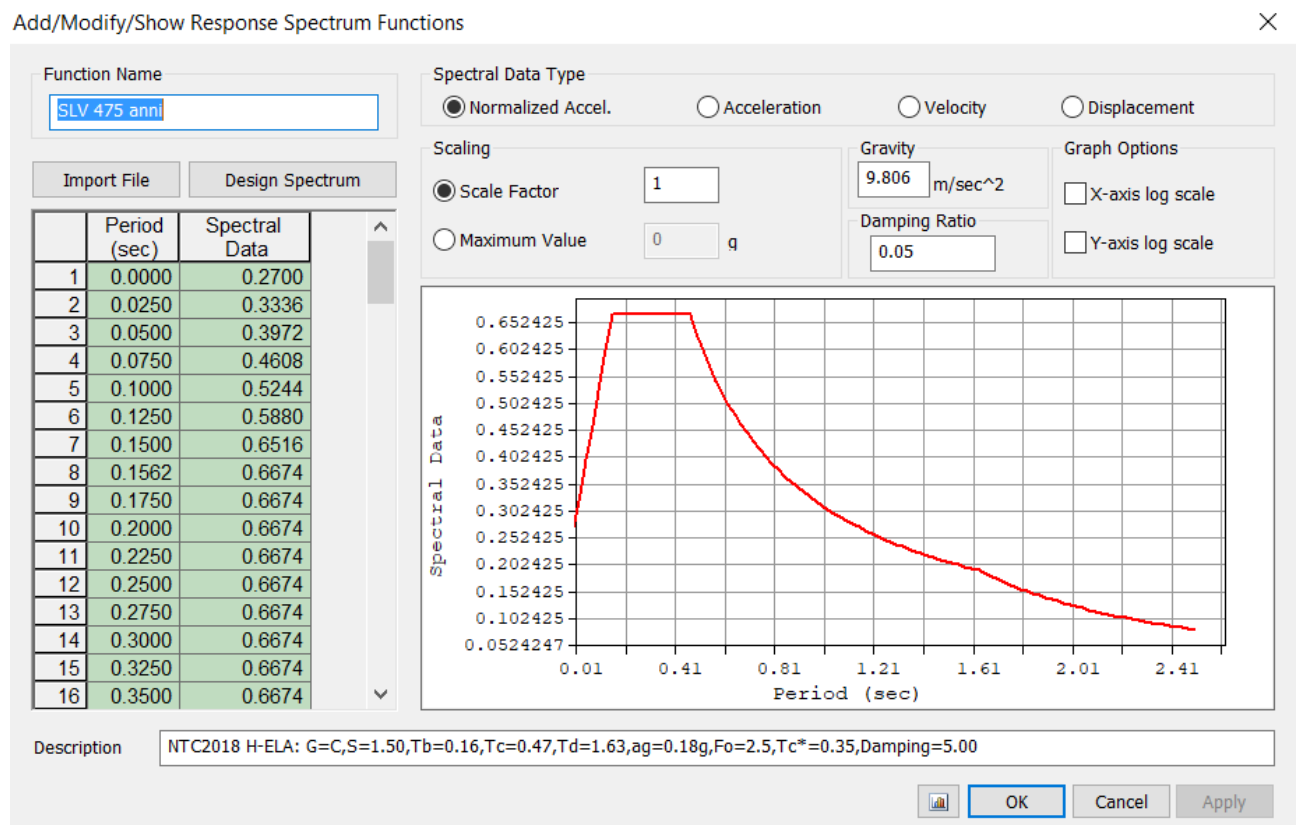 Add/Modify/Show Response Spectrum Functions
Function Name
SLV 475 anni
Import File
Design Spectrum
Period (sec) Spectral Data
1 0.0000 0.2700
2 0.0250 0.3336
3 0.0500 0.3972
4 0.0750 0.4608
5 0.1000 0.5244
6 0.1250 0.5880
7 0.1500 0.6516
8 0.1562 0.6674
9 0.1750 0.6674
10 0.2000 0.6674
11 0.2250 0.6674
12 0.2500 0.6674
13 0.2750 0.6674
14 0.3000 0.6674
15 0.3250 0.6674
16 0.3500 0.6674
Spectral Data Type
Normalized Accel. Acceleration Velocity Displacement
Scaling
Scale Factor 1
Maximum Value 0 g
Gravity
9.806 m/sec^2
Damping Ratio
0.05
Graph Options
X-axis log scale
Y-axis log scale
Spectral Data
0.652425
0.602425
0.552425
0.502425
0.452425
0.402425
0.352425
0.302425
0.252425
0.202425
0.152425
0.102425
0.0524247
0.01 0.41 0.81 1.21 1.61 2.01 2.41
Period (sec)
Description NTC2018 H-ELA: G=C,S=1.50,Tb=0.16,Tc=0.47,Td=1.63,ag=0.18g,Fo=2.5,Tc*=0.35,Damping=5.00
OK Cancel Apply